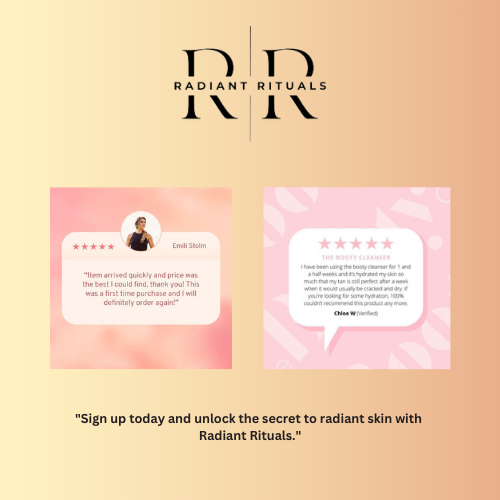 RR
RADIANT RITUALS
★★★★★ Emili Stolm
"Item arrived quickly and price was
the best I could find, thank you! This
was a first time purchase and I will
definitely order again!"
★★★★★
THE BOOTY CLEANSER
I have been using the booty cleanser for 1 and
a half weeks and it's hydrated my skin so
much that my tan is still perfect after a week
when it would usually be cracked and dry. If
you're looking for some hydration, 100%
couldn't recommend this product any more.
Chloe W (Verified)
"Sign up today and unlock the secret to radiant skin with
Radiant Rituals."